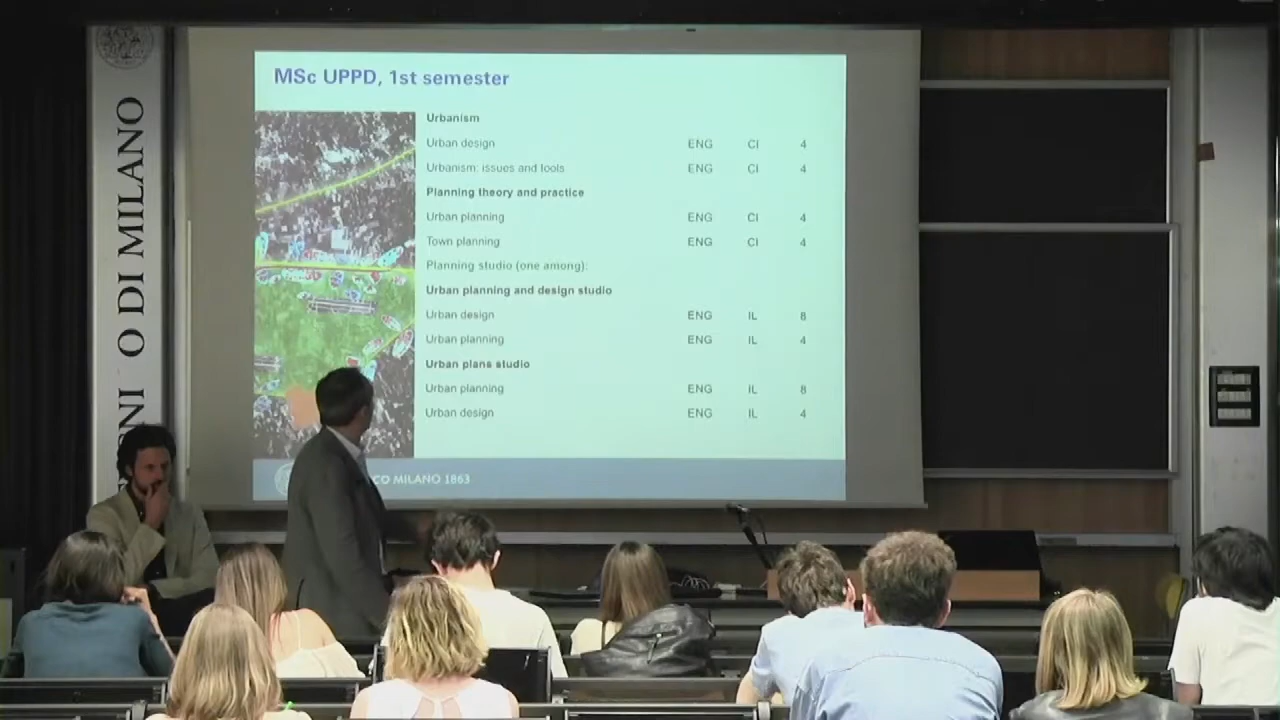 MSc UPPD, 1st semester
Urbanism
Urban design ENG CI 4
Urbanism: issues and tools ENG CI 4
Planning theory and practice
Urban planning ENG CI 4
Town planning ENG CI 4
Planning studio (one among):
Urban planning and design studio
Urban design ENG IL 8
Urban planning ENG IL 4
Urban plans studio
Urban planning ENG IL 8
Urban design ENG IL 4
CO MILANO 1863
NI O DI MILANO